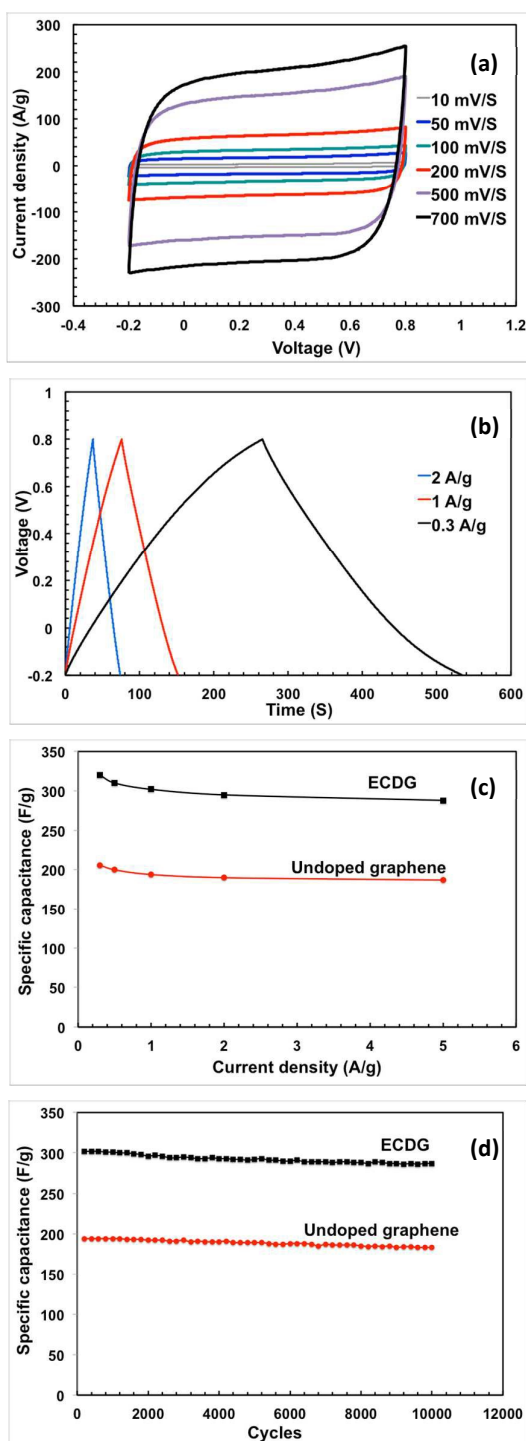 300
200
100
0
-100
-200
-300
Current density (A/g)
(a)
10 mV/S
50 mV/S
100 mV/S
200 mV/S
500 mV/S
700 mV/S
-0.4 -0.2 0 0.2 0.4 0.6 0.8 1 1.2
Voltage (V)
1
0.8
0.6
0.4
0.2
0
-0.2
Voltage (V)
(b)
2 A/g
1 A/g
0.3 A/g
0 100 200 300 400 500 600
Time (S)
350
300
250
200
150
100
50
0
Specific capacitance (F/g)
ECDG
(c)
Undoped graphene
0 1 2 3 4 5 6
Current density (A/g)
350
300
250
200
150
100
50
0
Specific capacitance (F/g)
ECDG
(d)
Undoped graphene
0 2000 4000 6000 8000 10000 12000
Cycles